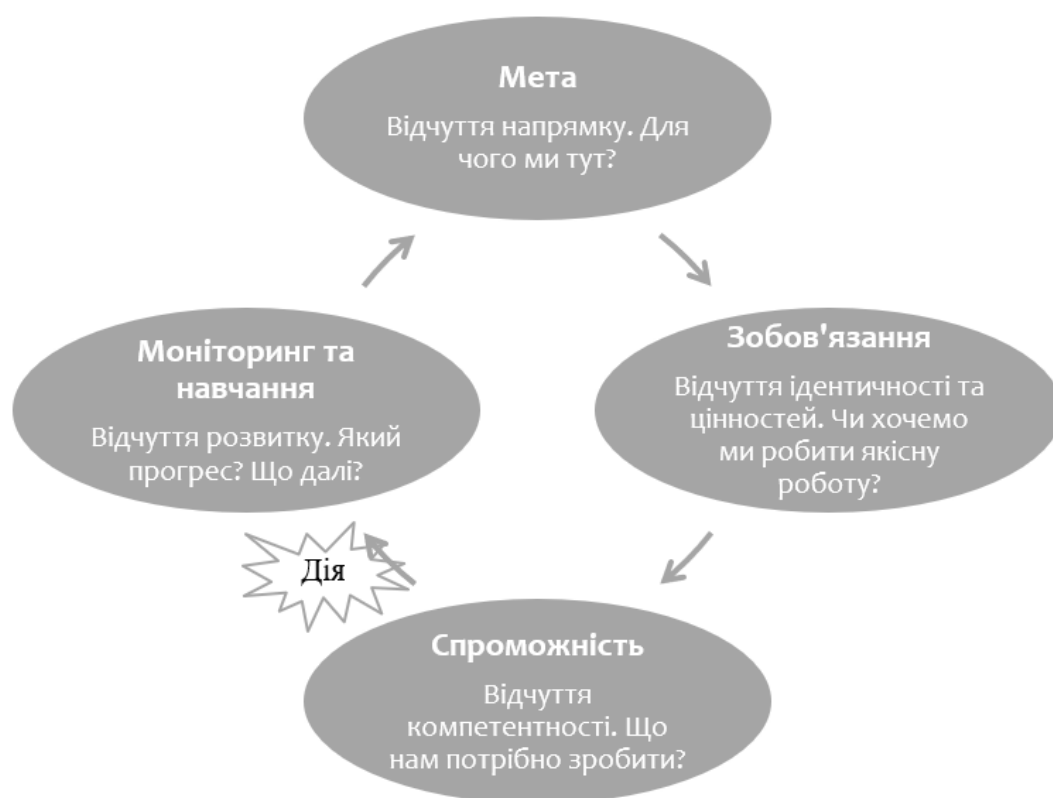 Мета
Відчуття напрямку. Для
чого ми тут?
Зобов'язання
Відчуття ідентичності та
цінностей. Чи хочемо
ми робити якісну
роботу?
Спроможність
Відчуття
компетентності. Що
нам потрібно зробити?
Дія
Моніторинг та
навчання
Відчуття розвитку. Який
прогрес? Що далі?